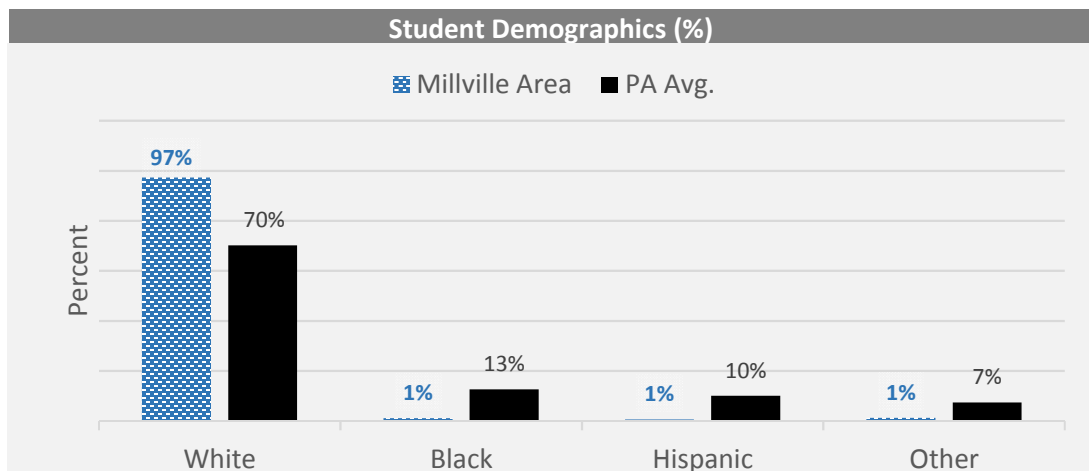 Student Demographics (%)
Millville Area PA Avg.
Percent
97%
70%
1%
13%
1%
10%
1%
7%
White Black Hispanic Other